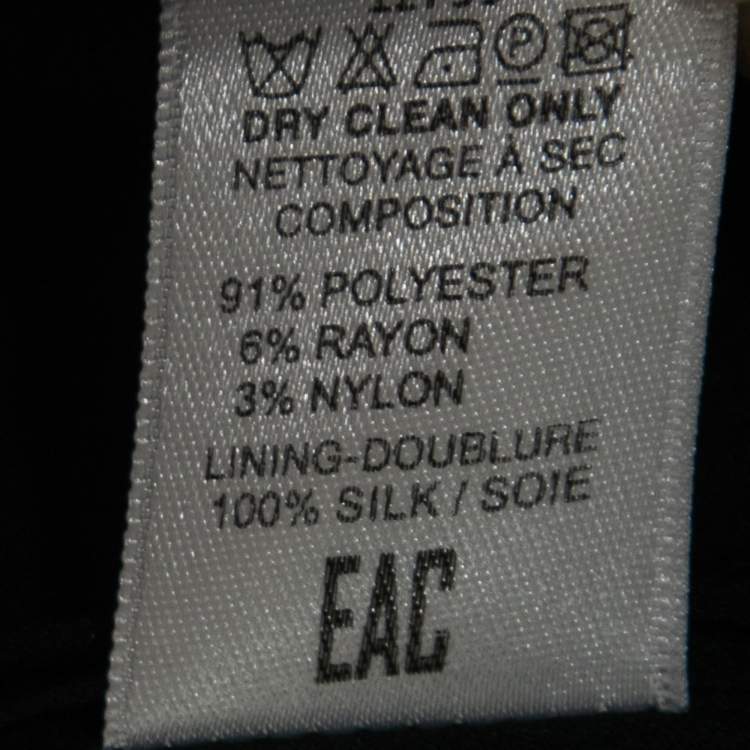 DRY CLEAN ONLY
NETTOYAGE À SEC
COMPOSITION
91% POLYESTER
6% RAYON
3% NYLON
LINING-DOUBLURE
100% SILK / SOIE
EAC